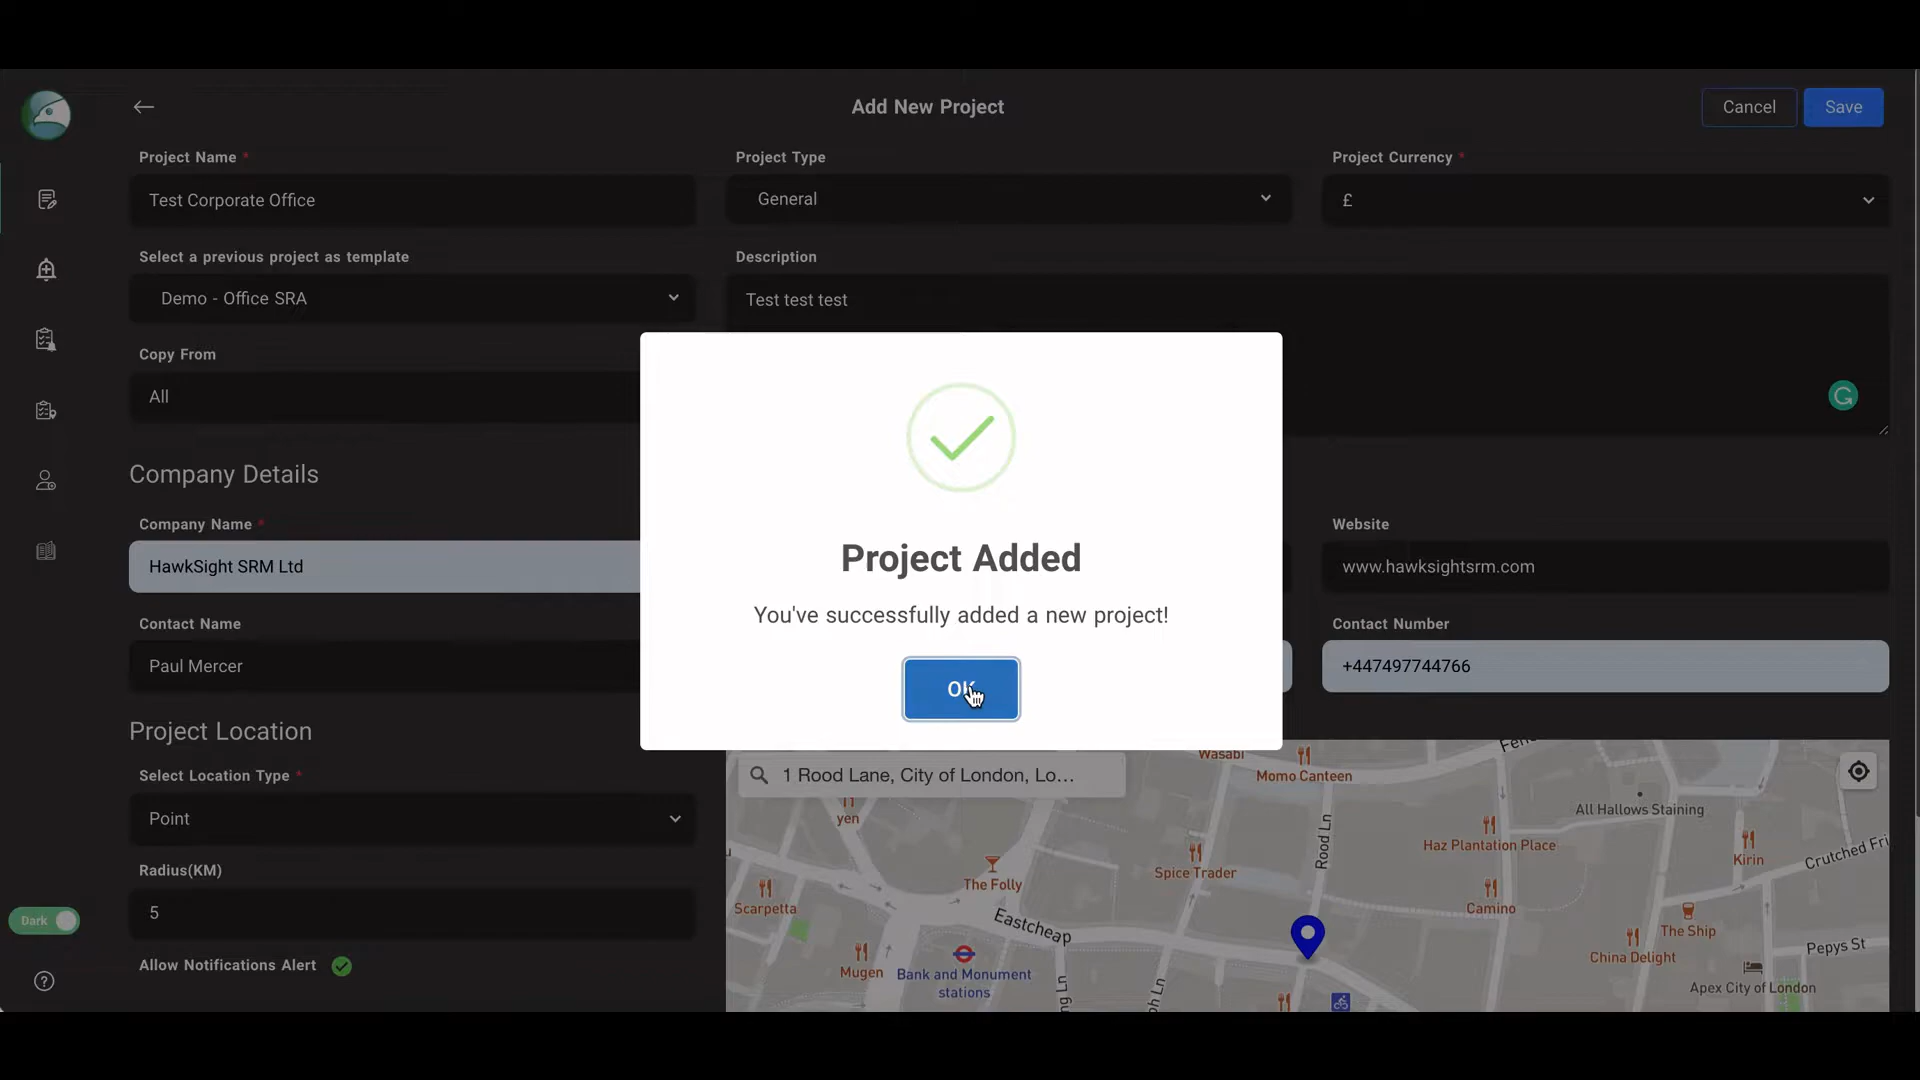 Add New Project
Cancel
Save
Project Name *
Project Type
Project Currency *
Test Corporate Office
General
£
Select a previous project as template
Description
Demo - Office SRA
Test test test
Copy From
All
Project Added
You've successfully added a new project!
OK
Company Details
Company Name *
Website
HawkSight SRM Ltd
www.hawksightsrm.com
Contact Name
Contact Number
Paul Mercer
+447497744766
Project Location
Select Location Type *
Point
Radius(KM)
5
Allow Notifications Alert
Dark
1 Rood Lane, City of London, Lo...
Wasabi
Momo Canteen
All Hallows Staining
yen
Rood Ln
Haz Plantation Place
Kirin
Crutched Fri
Spice Trader
The Folly
Scarpetta
Camino
Eastcheap
The Ship
Pepys St
China Delight
Mugen
Bank and Monument
stations
Apex City of London